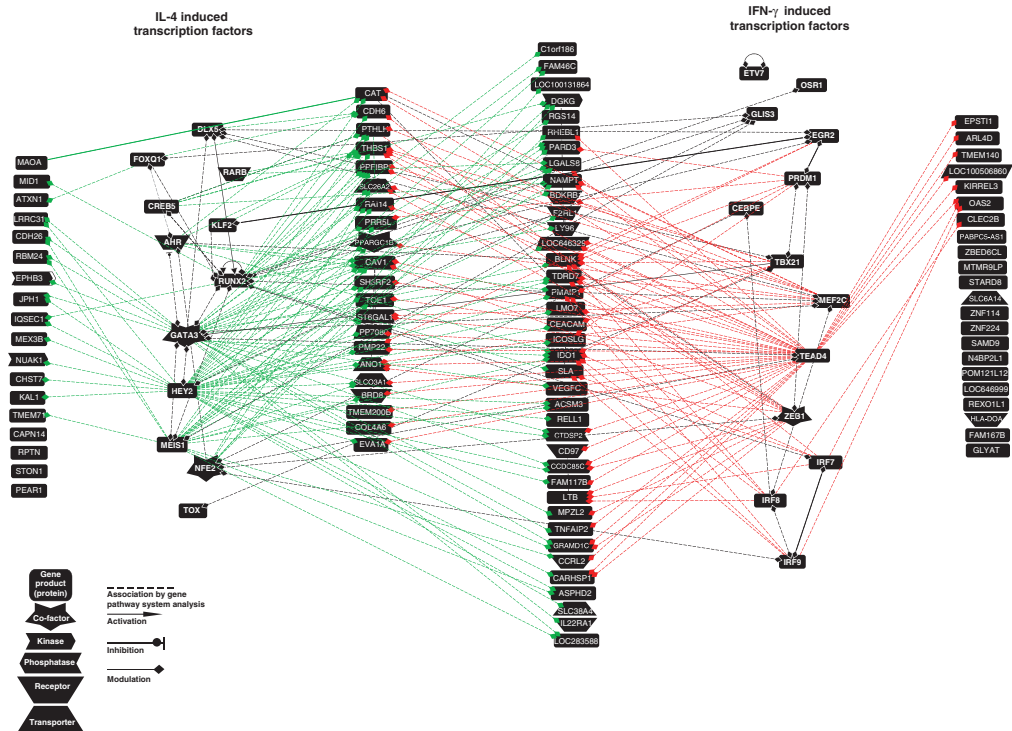 IL-4 induced
transcription factors
IFN-γ induced
transcription factors
MAOA
MID1
ATXN1
LRRC31
CDH26
RBM24
EPHB3
JPH1
IQSEC1
MEX3B
NUAK1
CHST7
KAL1
TMEM71
CAPN14
RPTN
STON1
PEAR1
DLX5
FOXO1
RARB
CREB5
KLF2
AHR
RUNX2
GATA3
HEY2
MEIS1
NFE2
TOX
CAT
CDH6
PTHLH
THBS1
PPFIBP
SLC26A2
RAI14
PRR5L
PPARGC1B
CAV1
SH3RF2
TOE1
ST6GAL1
PP7080
PMP22
ANO1
SLCO3A1
BRD8
TMEM200B
COL4A6
EVA1A
C1orf186
FAM46C
LOC100131864
DGKG
RGS14
RHEBL1
PARD3
LGALS8
NAMPT
BDKRB
F2RL1
LY96
LOC646329
BLNK
TDRD7
PMAIP1
LMO7
CEACAM
ICOSLG
IDO1
SLA
VEGFC
ACSM3
RELL1
CTDSP2
CD97
CCDC85C
FAM117B
LTB
MPZL2
TNFAIP2
GRAMD1C
CCRL2
CARHSP1
ASPHD2
SLC38A4
IL22RA1
LOC283588
ETV7
OSR1
GLIS3
EGR2
PRDM1
CEBPE
TBX21
MEF2C
TEAD4
ZEB1
IRF7
IRF8
IRF9
EPSTI1
ARL4D
TMEM140
LOC100506860
KIRREL3
OAS2
CLEC2B
PABPC5-AS1
ZBED6CL
MTMR9LP
STARD8
SLC6A14
ZNF114
ZNF224
SAMD9
N4BP2L1
POM121L12
LOC646999
REXO1L1
HLA-DOA
FAM167B
GLYAT
Gene
product
(protein)
Co-factor
Kinase
Phosphatase
Receptor
Transporter
Association by gene
pathway system analysis
Activation
Inhibition
Modulation